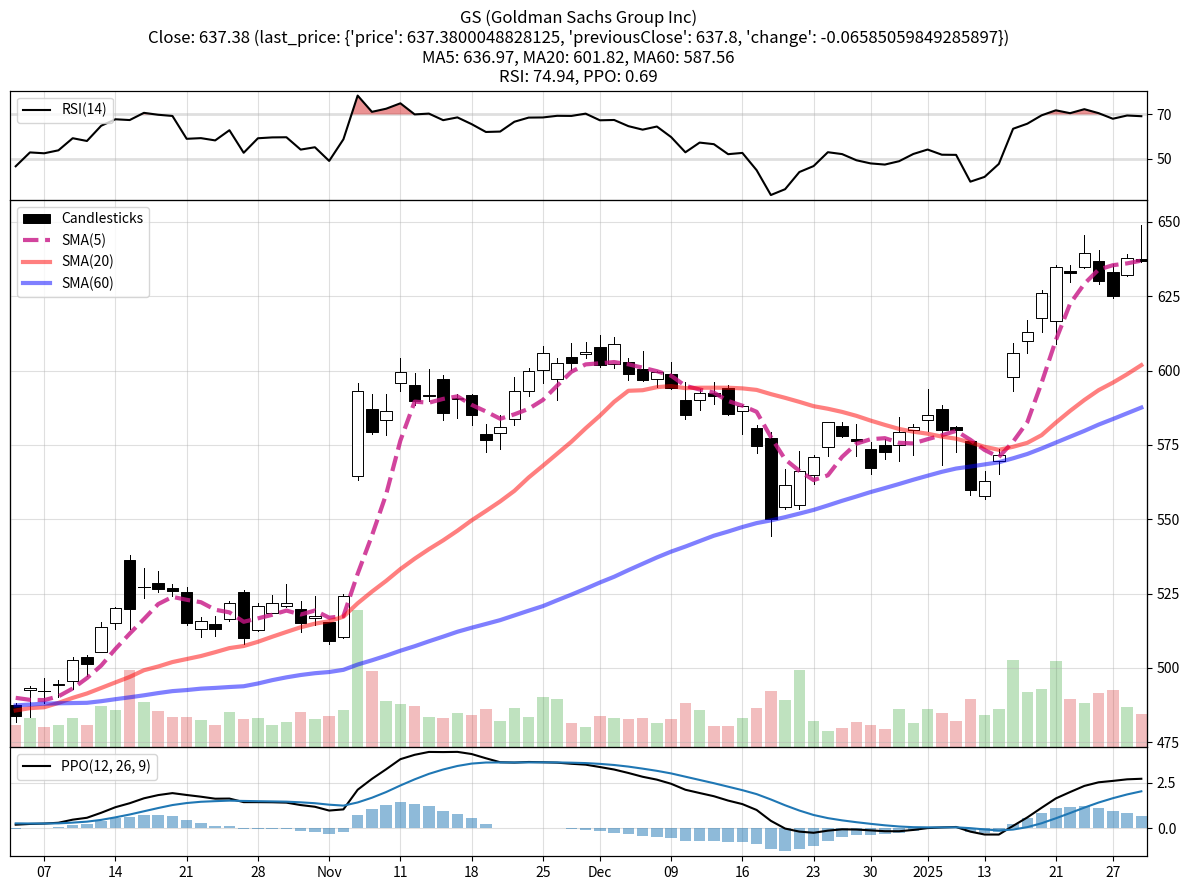 GS (Goldman Sachs Group Inc)
Close: 637.38 (last_price: {'price': 637.3800048828125, 'previousClose': 637.8, 'change': -0.06585059849285897})
MA5: 636.97, MA20: 601.82, MA60: 587.56
RSI: 74.94, PPO: 0.69
RSI(14)
70
50
Candlesticks
SMA(5)
SMA(20)
SMA(60)
650
625
600
575
550
525
500
475
PPO(12, 26, 9)
2.5
0.0
07 14 21 28 Nov 11 18 25 Dec 09 16 23 30 2025 13 21 27